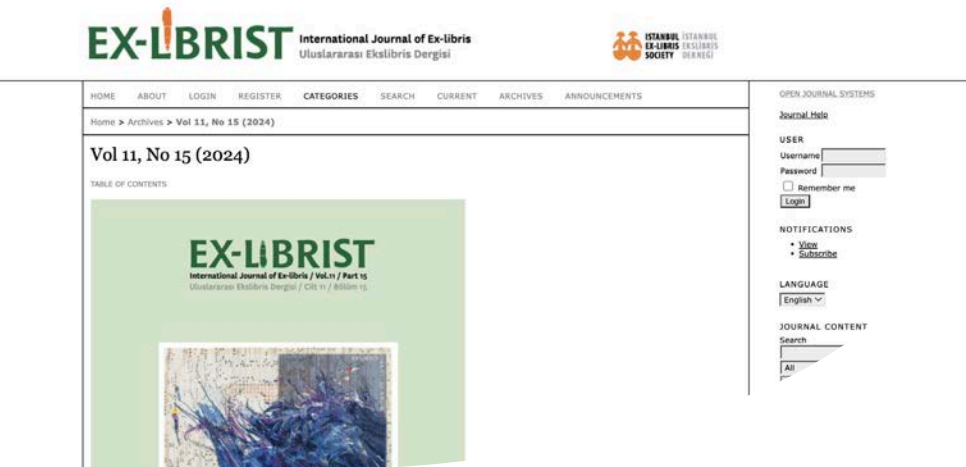 EX-LIBRIST International Journal of Ex-libris
Uluslararası Ekslibris Dergisi
ISTANBUL İSTANBUL
EX-LIBRIS EKSLİBRİS
SOCIETY DERNEĞİ
HOME ABOUT LOGIN REGISTER CATEGORIES SEARCH CURRENT ARCHIVES ANNOUNCEMENTS
Home > Archives > Vol 11, No 15 (2024)
Vol 11, No 15 (2024)
TABLE OF CONTENTS
EX-LIBRIST
International Journal of Ex-libris / Vol.11 / Part 15
Uluslararası Ekslibris Dergisi / Cilt 11 / Bölüm 15
OPEN JOURNAL SYSTEMS
Journal Help
USER
Username
Password
Remember me
Login
NOTIFICATIONS
View
Subscribe
LANGUAGE
English
JOURNAL CONTENT
Search
All